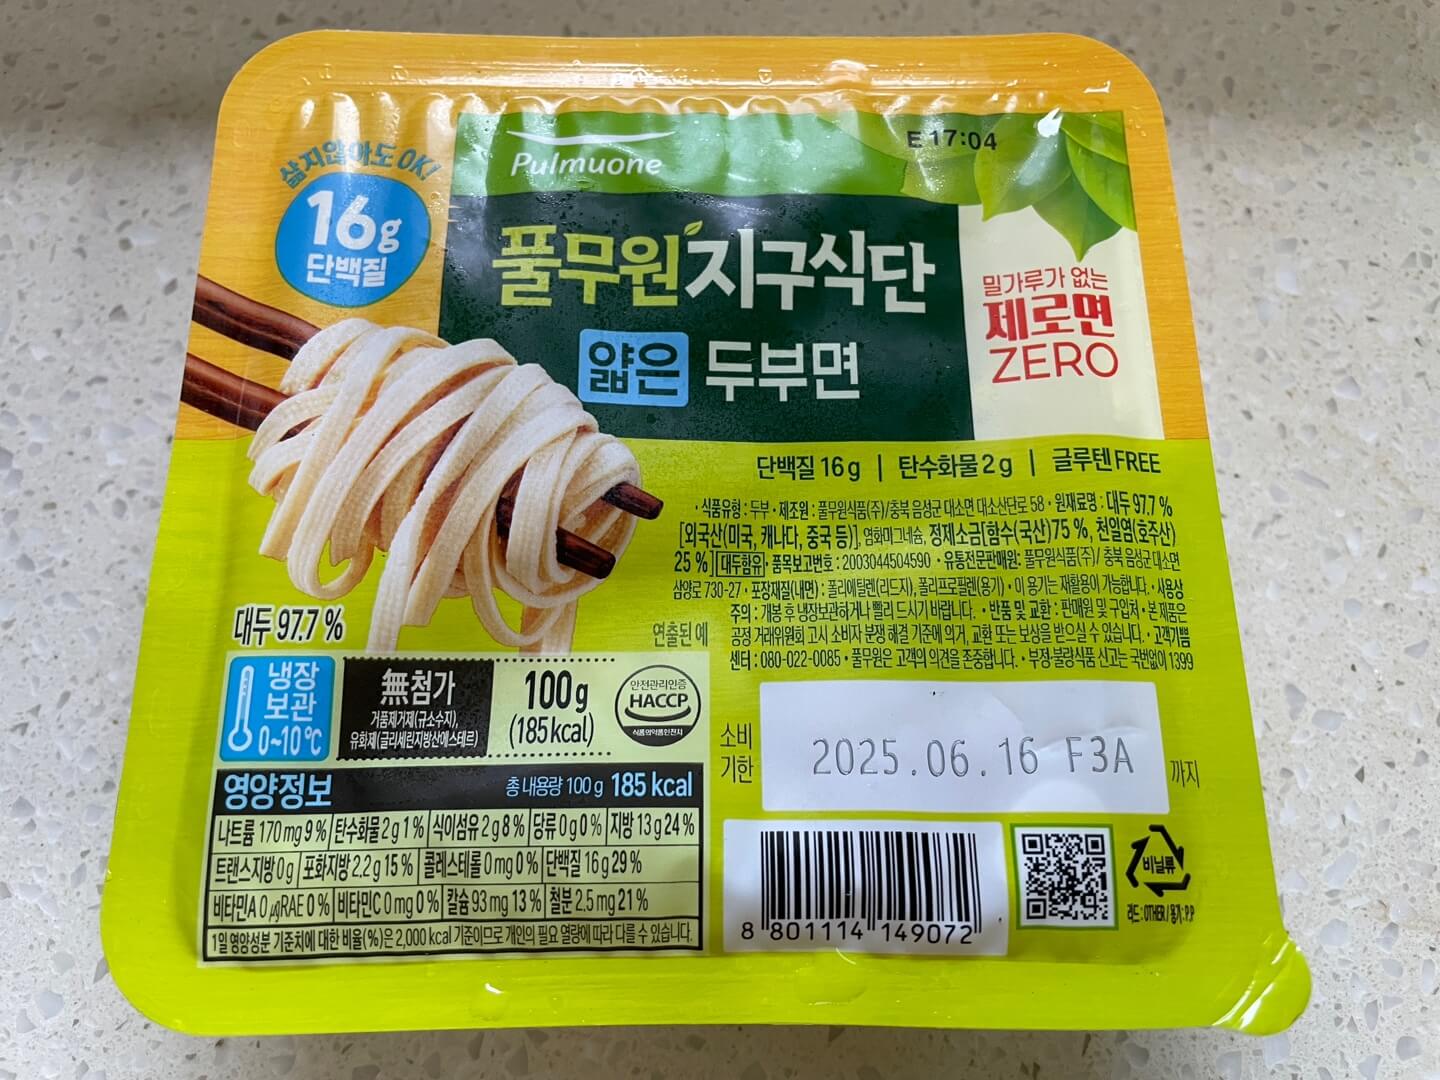 삶지않아도 OK!
16g
단백질
Pulmuone
E 17:04
풀무원 지구식단
얇은 두부면
밀가루가 없는
제로면
ZERO
단백질 16g | 탄수화물 2g | 글루텐 FREE
• 식품유형 : 두부 • 제조원 : 풀무원식품(주)/충북 음성군 대소면 대소산단로 58 • 원재료명 : 대두 97.7 %
[외국산(미국, 캐나다, 중국 등)], 염화마그네슘, 정제소금[함수(국산)75 %, 천일염(호주산)
25 %] 대두함유 • 품목보고번호 : 2003044504590 • 유통전문판매원: 풀무원식품(주)/ 충북 음성군 대소면
삼양로 730-27 • 포장재질(내면) : 폴리에틸렌(리드지), 폴리프로필렌(용기) • 이 용기는 재활용이 가능합니다. • 사용상
주의 : 개봉 후 냉장보관하거나 빨리 드시기 바랍니다. • 반품 및 교환 : 판매원 및 구입처 • 본 제품은
공정 거래위원회 고시 소비자 분쟁 해결 기준에 의거, 교환 또는 보상을 받으실 수 있습니다. • 고객기쁨
센터 : 080-022-0085 • 풀무원은 고객의 의견을 존중합니다. • 부정·불량식품 신고는 국번없이 1399
대두 97.7 %
연출된 예
냉장
보관
0~10℃
無첨가
거품제거제(규소수지),
유화제(글리세린지방산에스테르)
100g
(185kcal)
안전관리인증
HACCP
식품의약품안전처
소비
기한
2025.06.16 F3A
까지
영양정보 총 내용량 100 g 185 kcal
나트륨 170 mg 9 % 탄수화물 2 g 1 % 식이섬유 2 g 8 % 당류 0 g 0 % 지방 13 g 24 %
트랜스지방 0 g 포화지방 2.2 g 15 % 콜레스테롤 0 mg 0 % 단백질 16 g 29 %
비타민A 0 μgRAE 0 % 비타민C 0 mg 0 % 칼슘 93 mg 13 % 철분 2.5 mg 21 %
1일 영양성분 기준치에 대한 비율(%)은 2,000 kcal 기준이므로 개인의 필요 열량에 따라 다를 수 있습니다.
8 801114 149072
비닐류
리드:OTHER / 용기:P.P